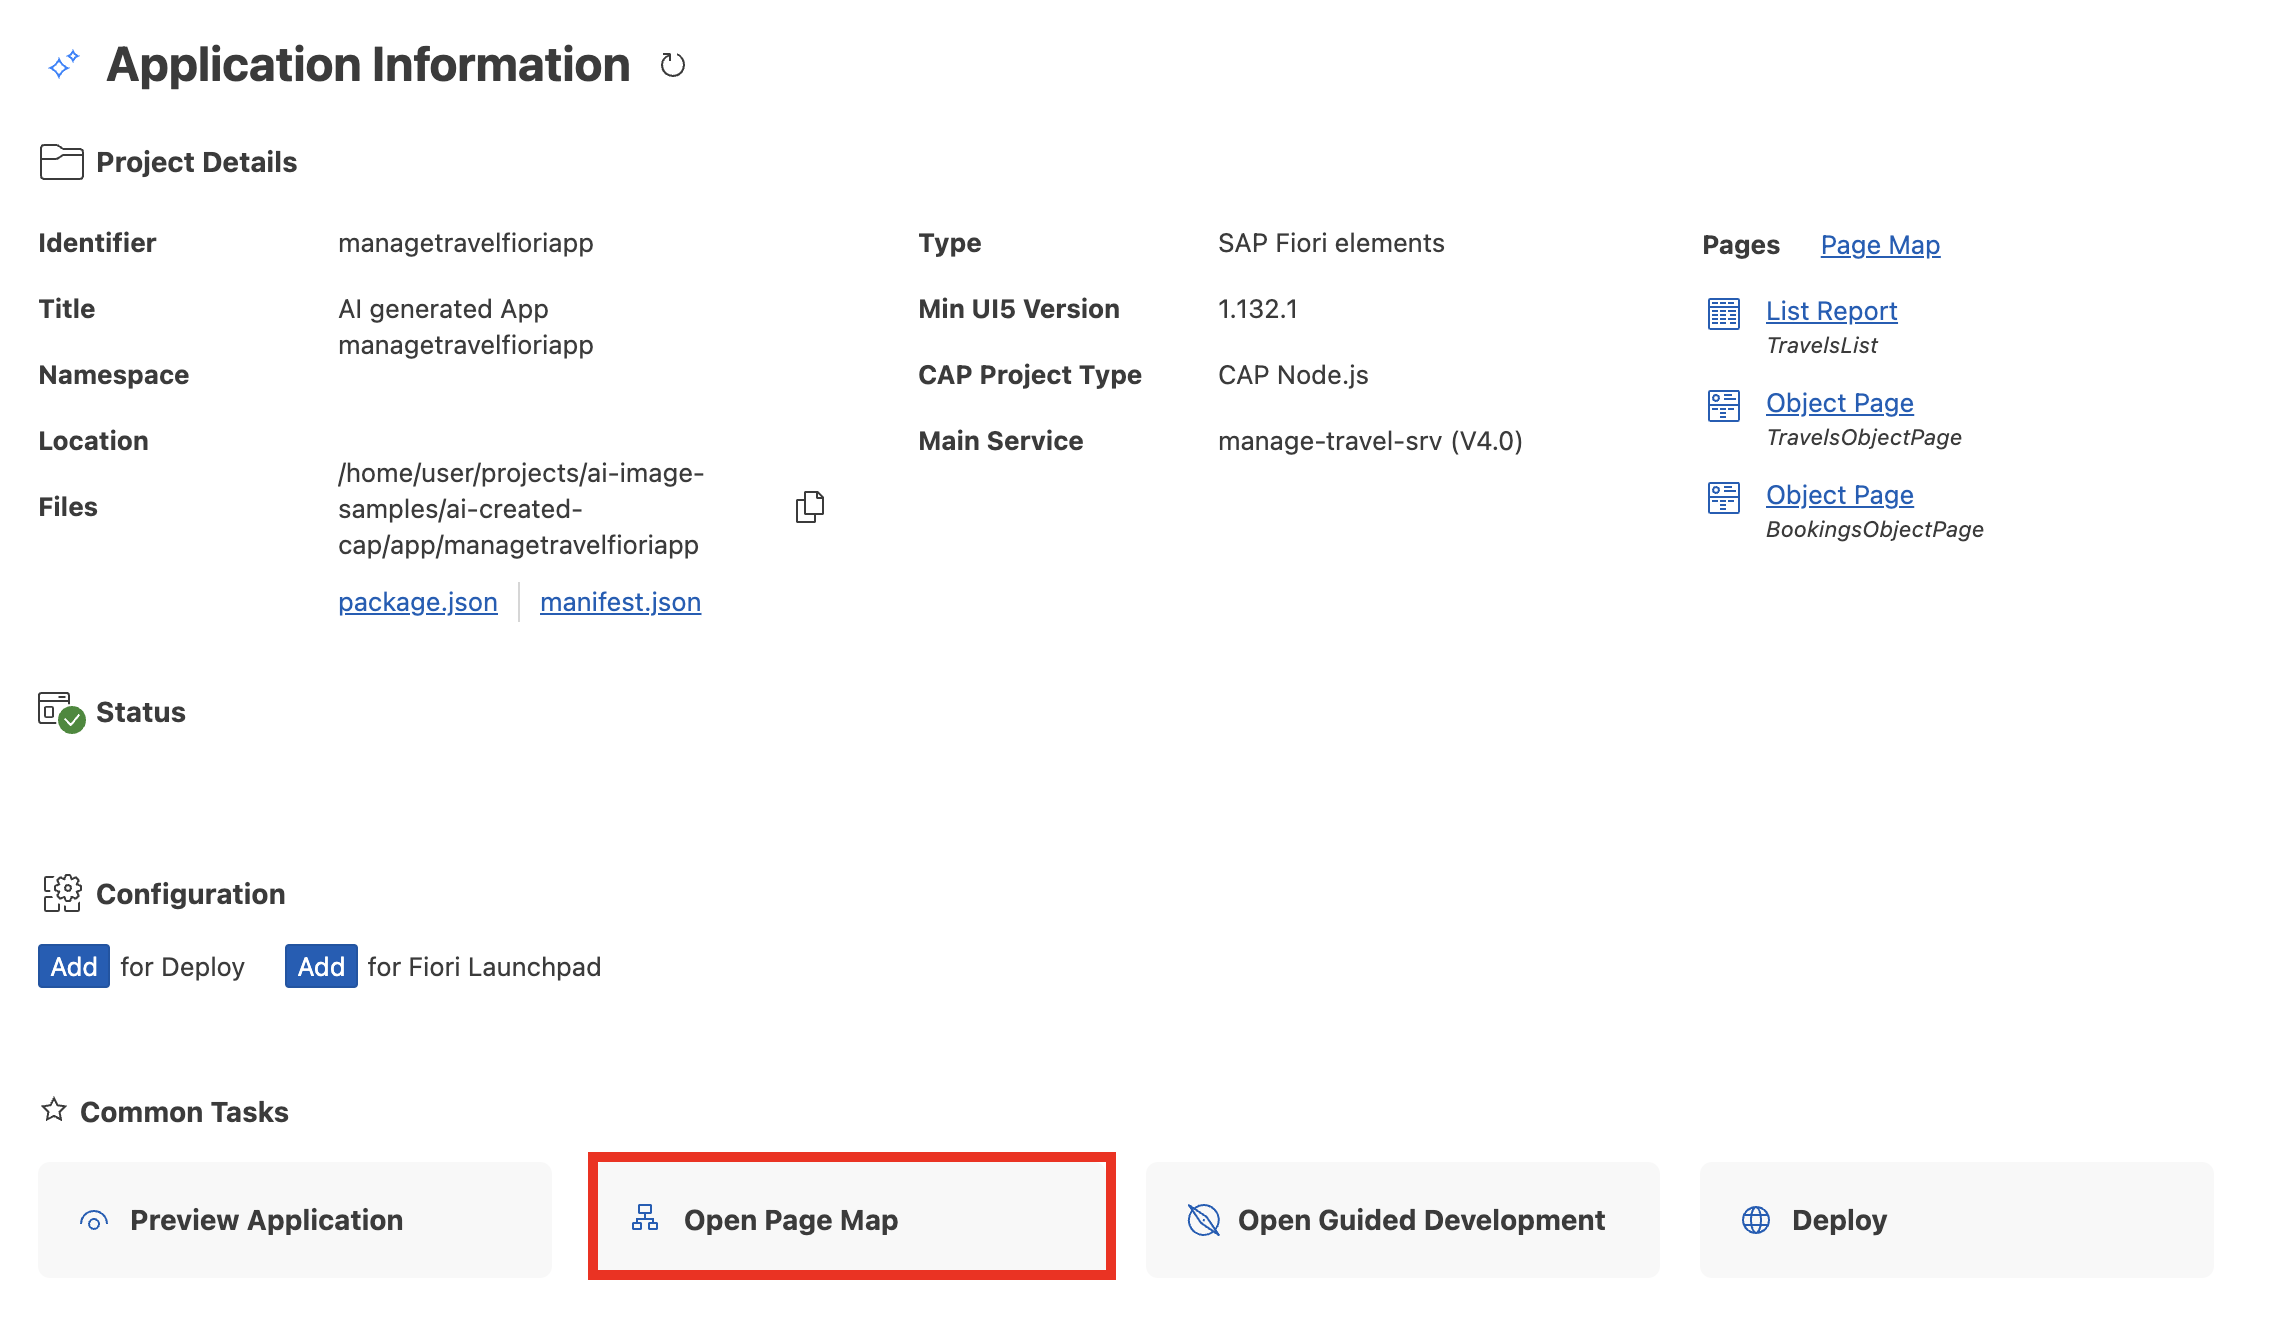 Application Information
Project Details
Identifier
managetravelfioriapp
Title
AI generated App
managetravelfioriapp
Namespace
Location
/home/user/projects/ai-image-
samples/ai-created-
cap/app/managetravelfioriapp
Files
package.json manifest.json
Type
SAP Fiori elements
Min UI5 Version
1.132.1
CAP Project Type
CAP Node.js
Main Service
manage-travel-srv (V4.0)
Pages Page Map
List Report
TravelsList
Object Page
TravelsObjectPage
Object Page
BookingsObjectPage
Status
Configuration
Add for Deploy Add for Fiori Launchpad
Common Tasks
Preview Application
Open Page Map
Open Guided Development
Deploy